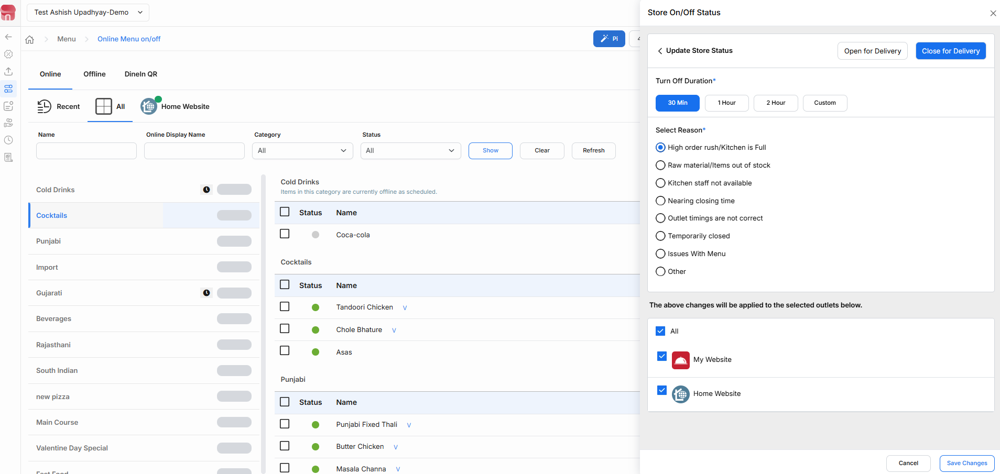 Test Ashish Upadhyay-Demo
Menu
Online Menu on/off
Pi
Online
Offline
DineIn QR
Recent
All
Home Website
Name
Online Display Name
Category
Status
All
All
Show
Clear
Refresh
Cold Drinks
Cocktails
Punjabi
Import
Gujarati
Beverages
Rajasthani
South Indian
new pizza
Main Course
Valentine Day Special
Fast Food
Cold Drinks
Items in this category are currently offline as scheduled.
Status Name
Coca-cola
Cocktails
Status Name
Tandoori Chicken V
Chole Bhature V
Asas
Punjabi
Status Name
Punjabi Fixed Thali V
Butter Chicken V
Masala Channa V
Store On/Off Status
Update Store Status
Open for Delivery
Close for Delivery
Turn Off Duration*
30 Min
1 Hour
2 Hour
Custom
Select Reason*
High order rush/Kitchen is Full
Raw material/Items out of stock
Kitchen staff not available
Nearing closing time
Outlet timings are not correct
Temporarily closed
Issues With Menu
Other
The above changes will be applied to the selected outlets below.
All
My Website
Home Website
Cancel
Save Changes